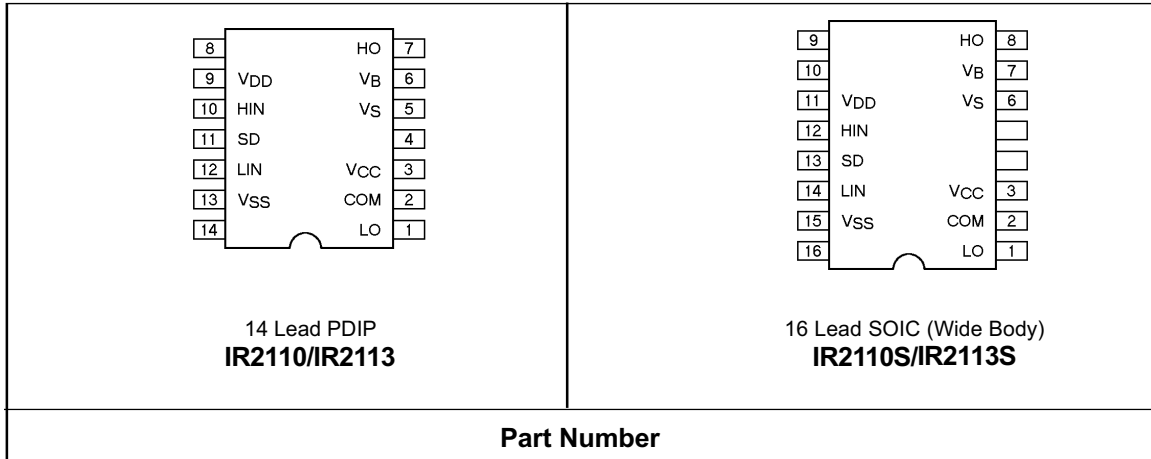 8 HO 7
9 VDD VB 6
10 HIN VS 5
11 SD 4
12 LIN VCC 3
13 VSS COM 2
14 LO 1
14 Lead PDIP
IR2110/IR2113
9 HO 8
10 VB 7
11 VDD VS 6
12 HIN
13 SD
14 LIN VCC 3
15 VSS COM 2
16 LO 1
16 Lead SOIC (Wide Body)
IR2110S/IR2113S
Part Number